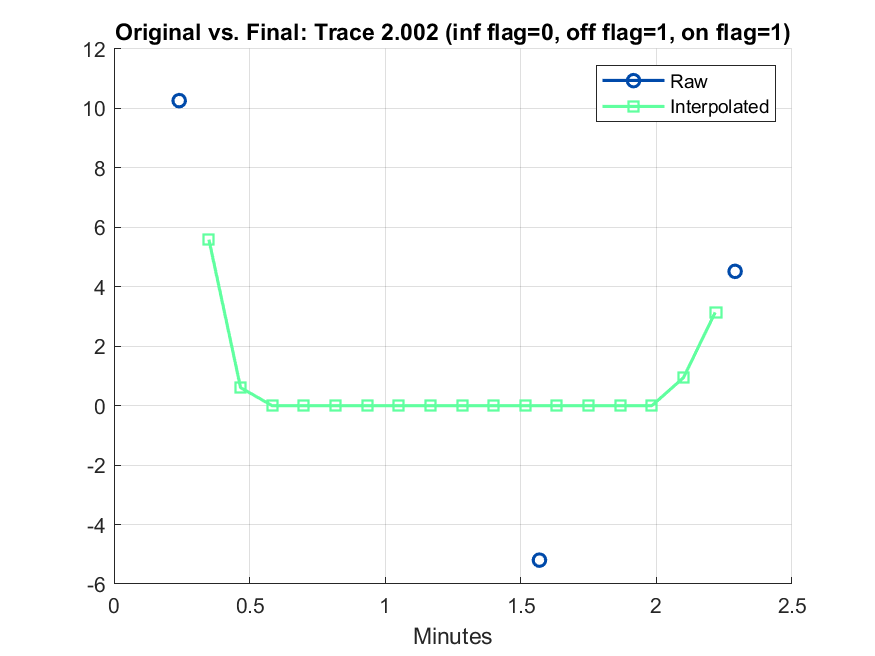 Original vs. Final: Trace 2.002 (inf flag=0, off flag=1, on flag=1)
12
10
8
6
4
2
0
-2
-4
-6
Raw
Interpolated
0 0.5 1 1.5 2 2.5
Minutes